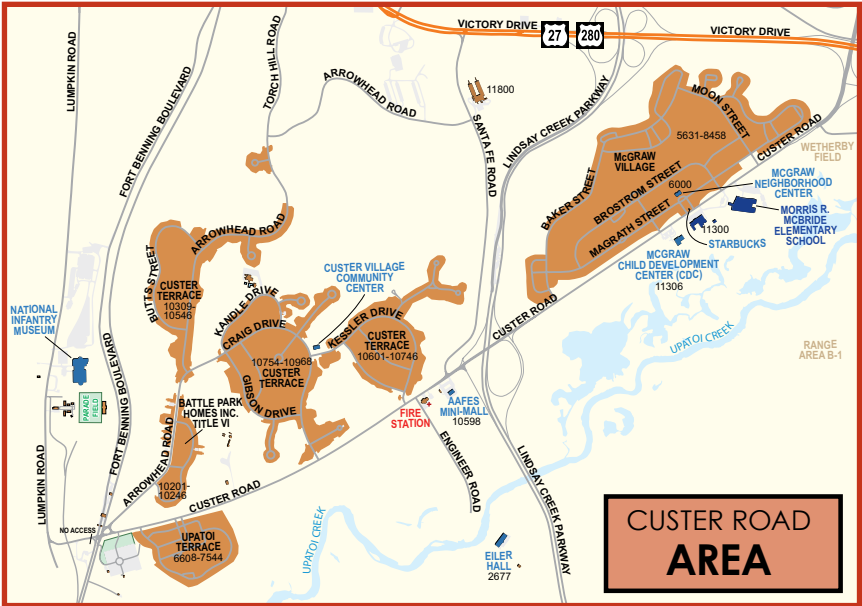 VICTORY DRIVE
27
280
VICTORY DRIVE
LUMPKIN ROAD
FORT BENNING BOULEVARD
TORCH HILL ROAD
ARROWHEAD ROAD
11800
SANTA FE ROAD
LINDSAY CREEK PARKWAY
MOON STREET
5631-8458
CUSTER ROAD
McGRAW
VILLAGE
WETHERBY
FIELD
BAKER STREET
BROSTROM STREET
6000
MAGRATH STREET
MCGRAW
NEIGHBORHOOD
CENTER
MORRIS R.
MCBRIDE
ELEMENTARY
SCHOOL
11300
STARBUCKS
MCGRAW
CHILD DEVELOPMENT
CENTER (CDC)
11306
ARROWHEAD ROAD
BUTTS STREET
CUSTER
TERRACE
10309-
10546
CUSTER VILLAGE
COMMUNITY
CENTER
KANDLE DRIVE
CRAIG DRIVE
KESSLER DRIVE
CUSTER
TERRACE
10601-10746
10754-10968
CUSTER
TERRACE
GIBSON DRIVE
CUSTER ROAD
UPATOI CREEK
RANGE
AREA B-1
NATIONAL
INFANTRY
MUSEUM
PARADE
FIELD
FORT BENNING BOULEVARD
BATTLE PARK
HOMES INC.
TITLE VI
FIRE
STATION
AAFES
MINI-MALL
10598
ARROWHEAD ROAD
10201-
10246
LUMPKIN ROAD
CUSTER ROAD
ENGINEER ROAD
LINDSAY CREEK PARKWAY
NO ACCESS
UPATOI
TERRACE
6608-7544
UPATOI CREEK
EILER
HALL
2677
CUSTER ROAD
AREA